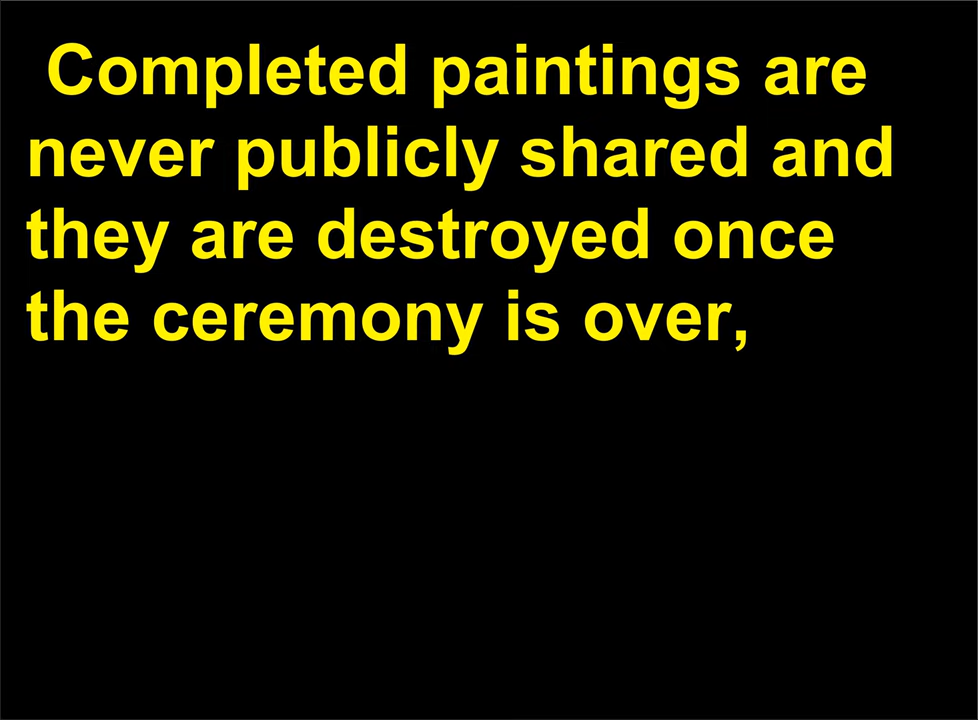 Completed paintings are
never publicly shared and
they are destroyed once
the ceremony is over,